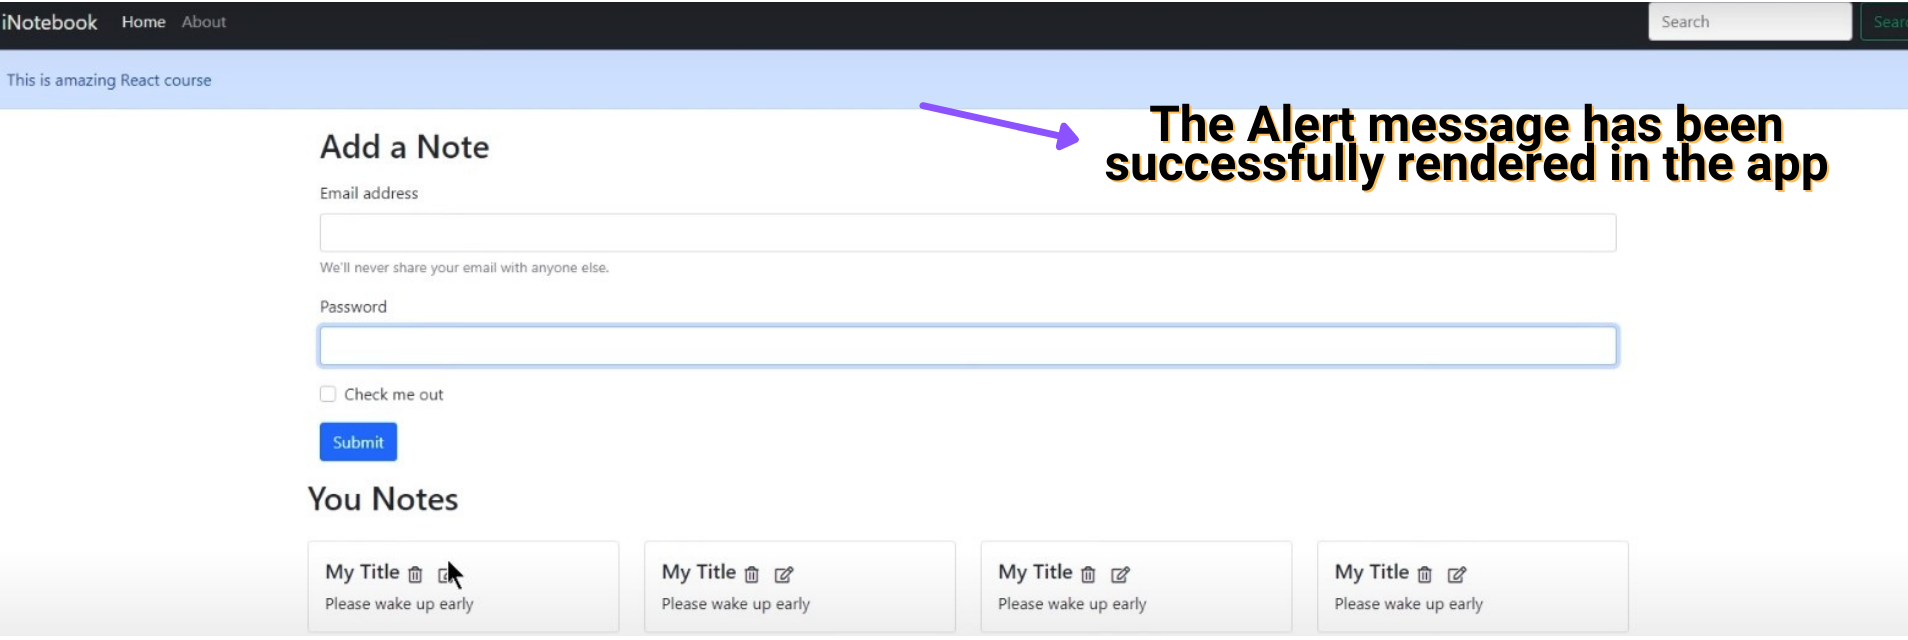 iNotebook Home About Search
This is amazing React course
The Alert message has been
successfully rendered in the app
Add a Note
Email address
We'll never share your email with anyone else.
Password
Check me out
Submit
You Notes
My Title My Title My Title My Title
Please wake up early Please wake up early Please wake up early Please wake up early